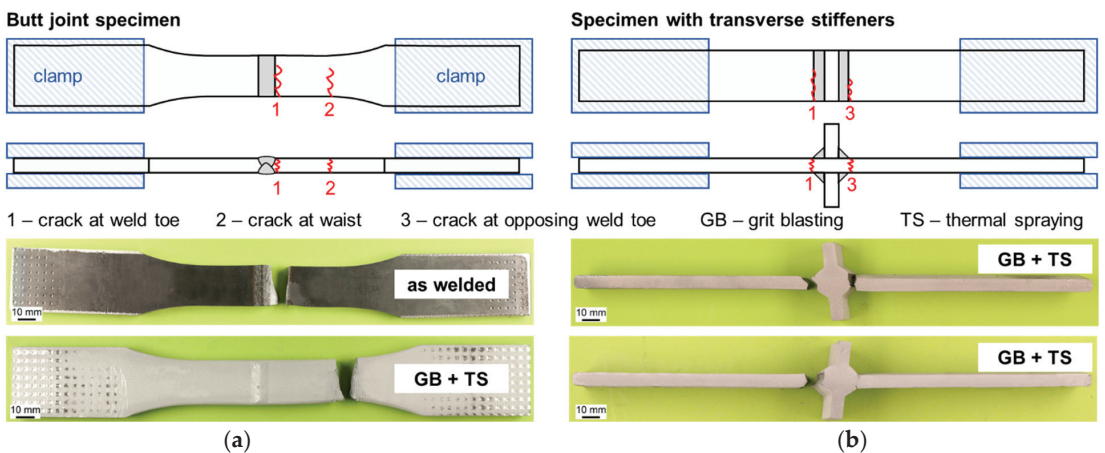 Butt joint specimen
clamp
clamp
1
2
1
2
Specimen with transverse stiffeners
1
3
1
3
1 – crack at weld toe 2 – crack at waist 3 – crack at opposing weld toe GB – grit blasting TS – thermal spraying
as welded
10 mm
GB + TS
10 mm
GB + TS
10 mm
GB + TS
10 mm
(a)
(b)